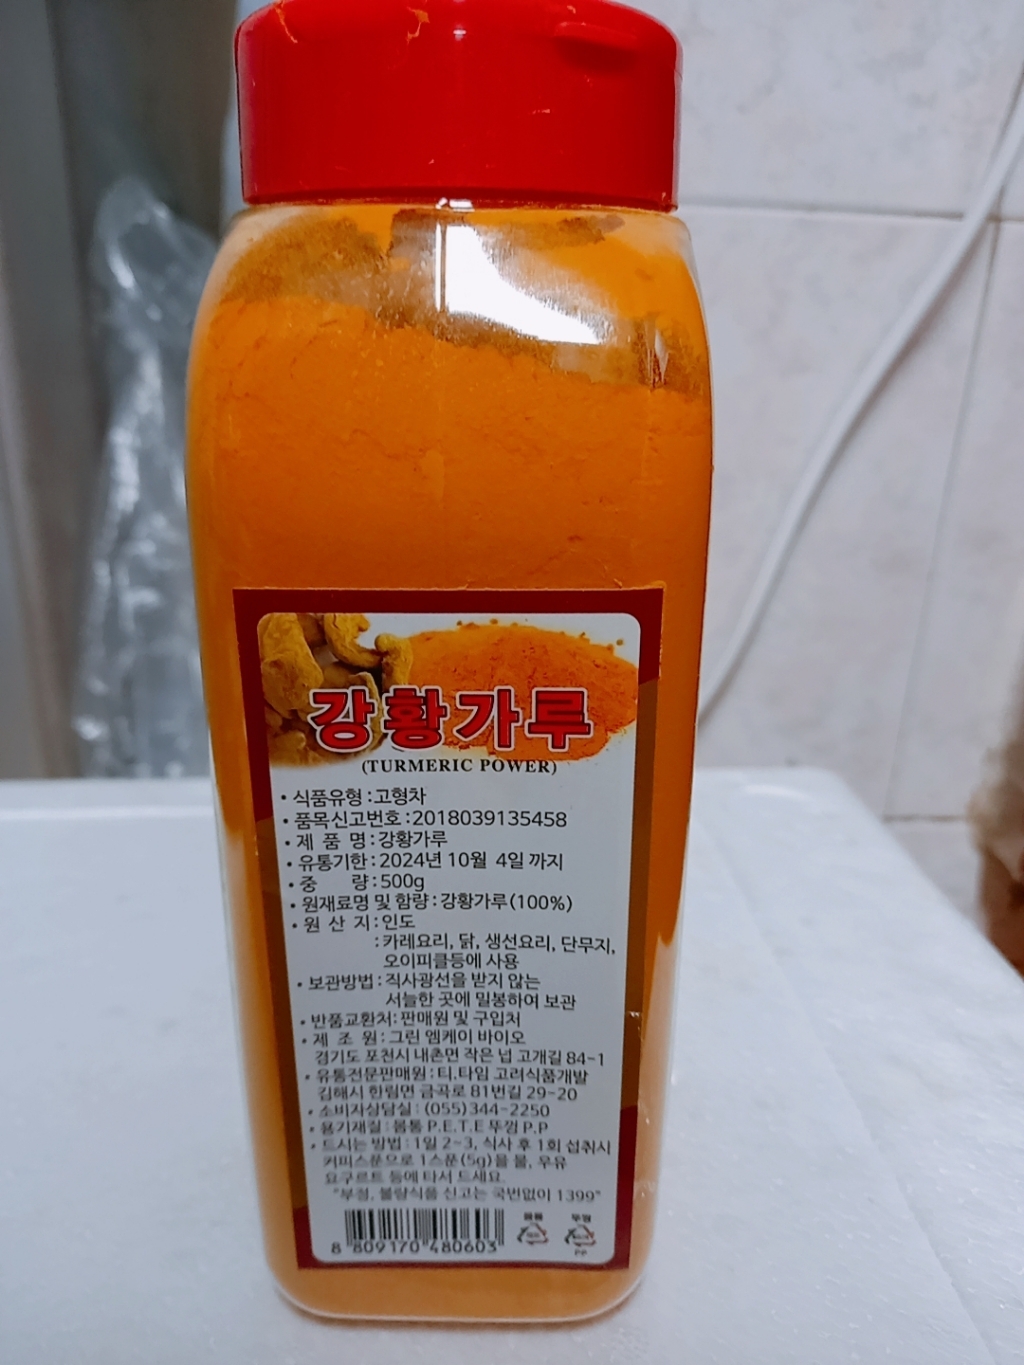 강황가루
(TURMERIC POWER)
• 식품유형 : 고형차
• 품목신고번호 : 2018039135458
• 제 품 명 : 강황가루
• 유통기한 : 2024년 10월 4일 까지
• 중 량 : 500g
• 원재료명 및 함량 : 강황가루(100%)
• 원 산 지 : 인도
: 카레요리, 닭, 생선요리, 단무지,
오이피클등에 사용
• 보관방법 : 직사광선을 받지 않는
서늘한 곳에 밀봉하여 보관
• 반품교환처 : 판매원 및 구입처
• 제 조 원 : 그린 엠케이 바이오
경기도 포천시 내촌면 작은 넙 고개길 84-1
• 유통전문판매원 : 티.타임 고려식품개발
김해시 한림면 금곡로 81번길 29-20
• 소비자상담실 : (055)344-2250
• 용기재질 : 몸통 P.E.T.E 뚜껑 P.P
• 드시는 방법 : 1일 2~3, 식사 후 1회 섭취시
커피스푼으로 1스푼(5g)을 물, 우유
요구르트 등에 타서 드세요.
"부정, 불량식품 신고는 국번없이 1399"
몸통 뚜껑
PP
8 809170 480603